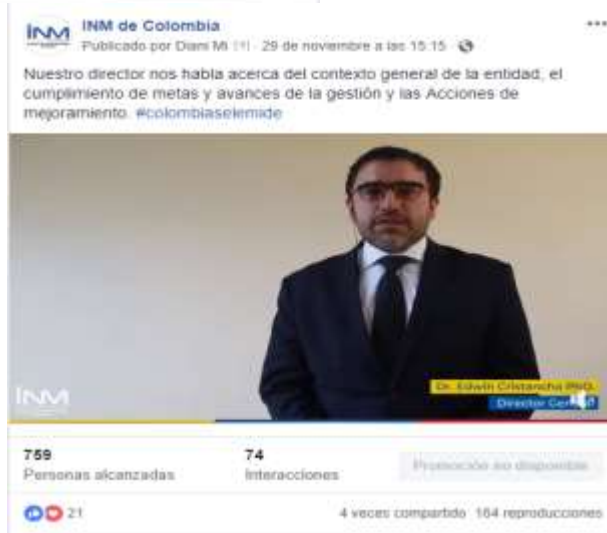 INM
INM de Colombia
Publicado por Diani Mi [?] · 29 de noviembre a las 15:15 ·
Nuestro director nos habla acerca del contexto general de la entidad, el
cumplimiento de metas y avances de la gestión y las Acciones de
mejoramiento. #colombiaselemide
INM
Dr. Edwin Cristancha PhD.
Director General
759
Personas alcanzadas
74
Interacciones
Promoción no disponible
21
4 veces compartido 164 reproducciones